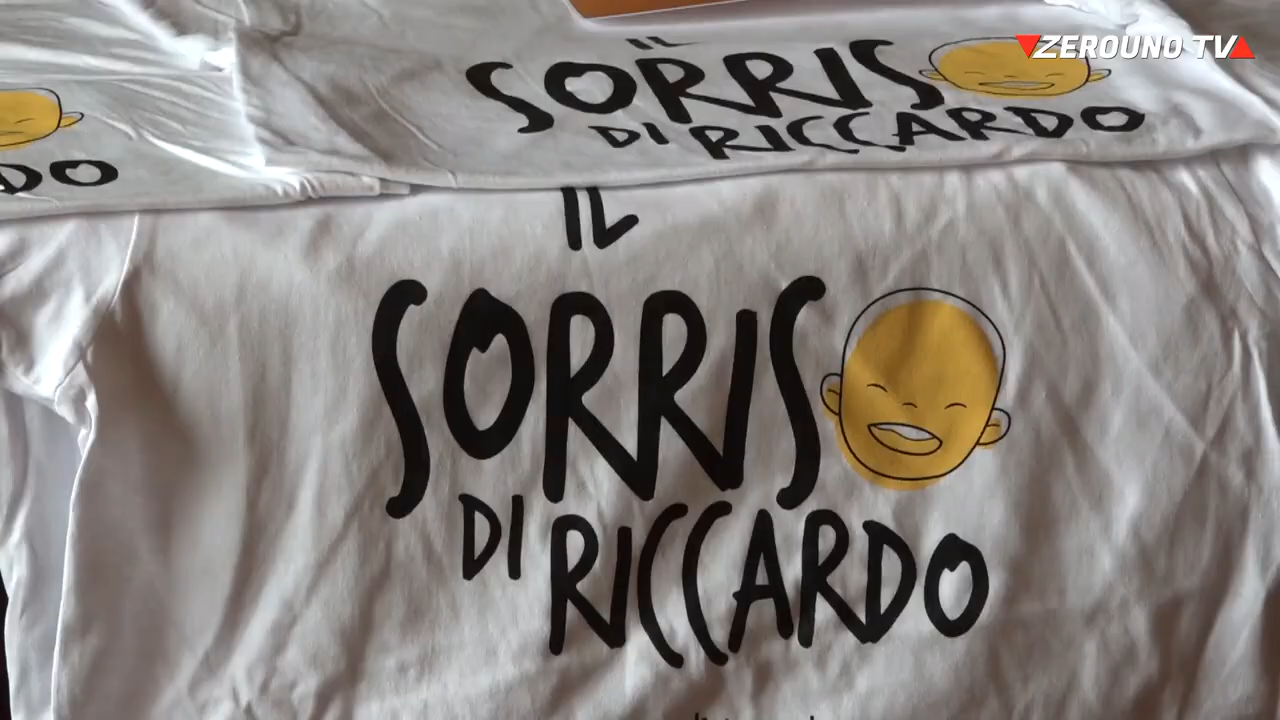 ZEROUNO TV
IL
SORRIS
DI RICCARDO
DO
IL
SORRIS
DI RICCARDO